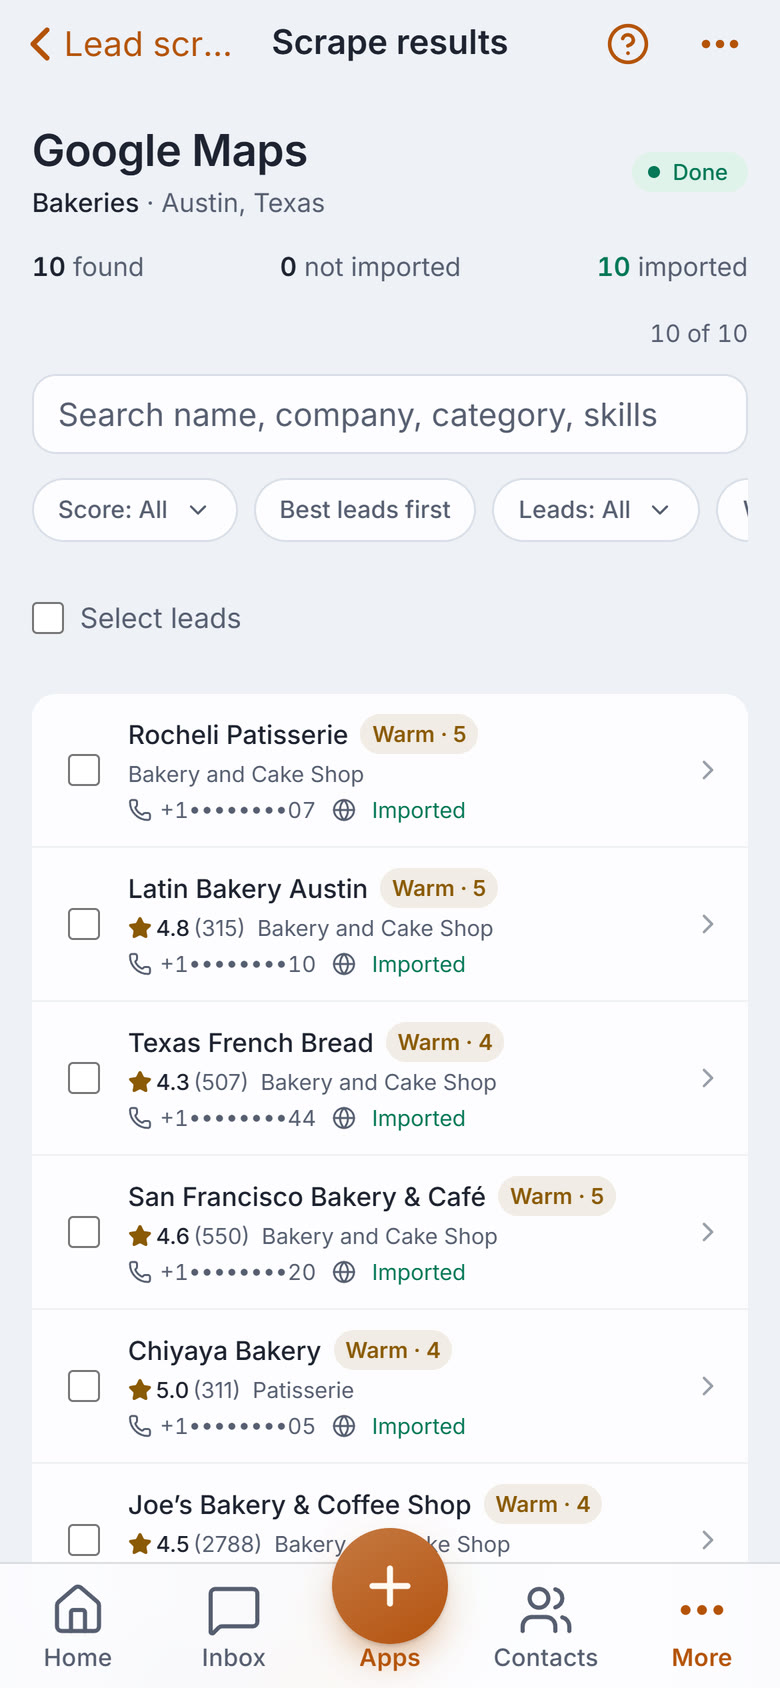 Lead scr...
Scrape results
Google Maps
Done
Bakeries · Austin, Texas
10 found
0 not imported
10 imported
10 of 10
Search name, company, category, skills
Score: All
Best leads first
Leads: All
Select leads
Rocheli Patisserie
Warm · 5
Bakery and Cake Shop
+1••••••••07
Imported
Latin Bakery Austin
Warm · 5
4.8 (315) Bakery and Cake Shop
+1••••••••10
Imported
Texas French Bread
Warm · 4
4.3 (507) Bakery and Cake Shop
+1••••••••44
Imported
San Francisco Bakery & Café
Warm · 5
4.6 (550) Bakery and Cake Shop
+1••••••••20
Imported
Chiyaya Bakery
Warm · 4
5.0 (311) Patisserie
+1••••••••05
Imported
Joe’s Bakery & Coffee Shop
Warm · 4
4.5 (2788) Bakery Shop
Home
Inbox
Apps
Contacts
More